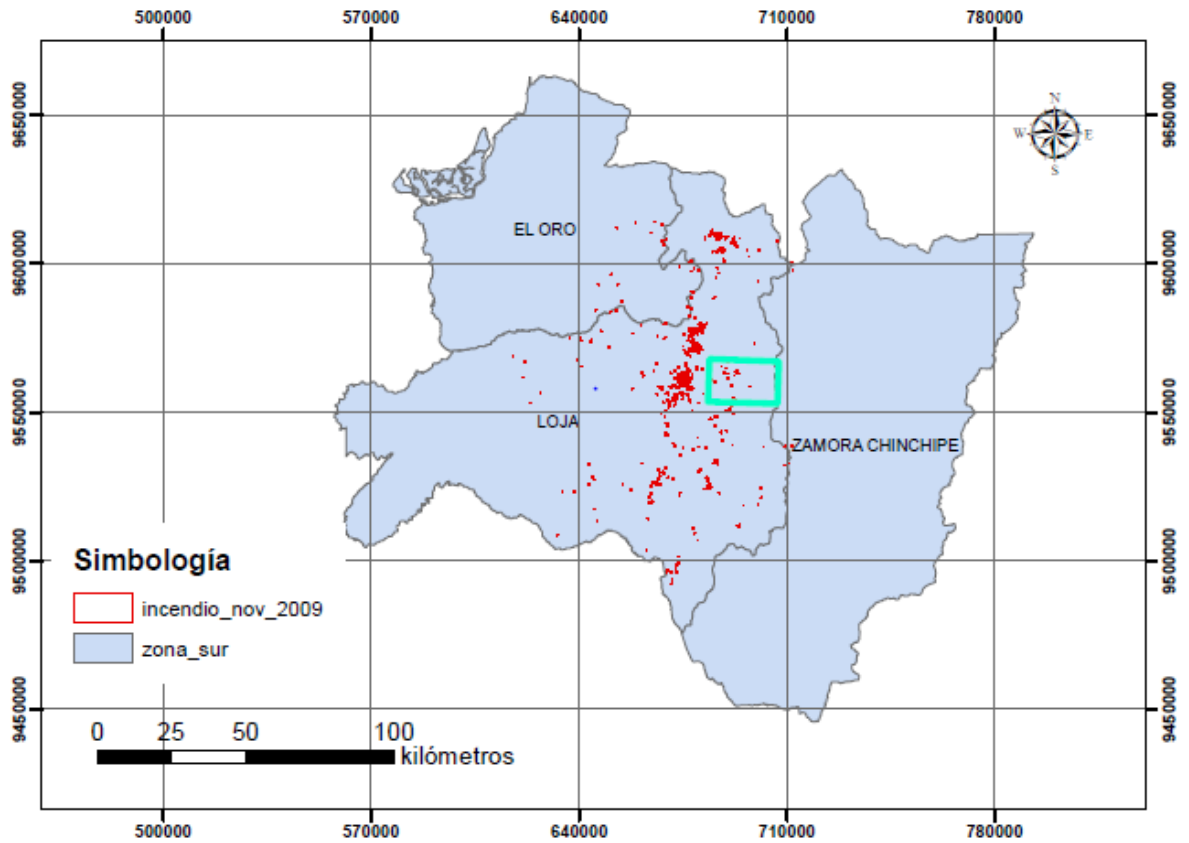 500000 570000 640000 710000 780000
9650000 9650000
N
W E
S
EL ORO
9600000 9600000
9550000 9550000
LOJA
ZAMORA CHINCHIPE
Simbología
9500000 9500000
incendio_nov_2009
zona_sur
9450000 9450000
0 25 50 100
kilómetros
500000 570000 640000 710000 780000